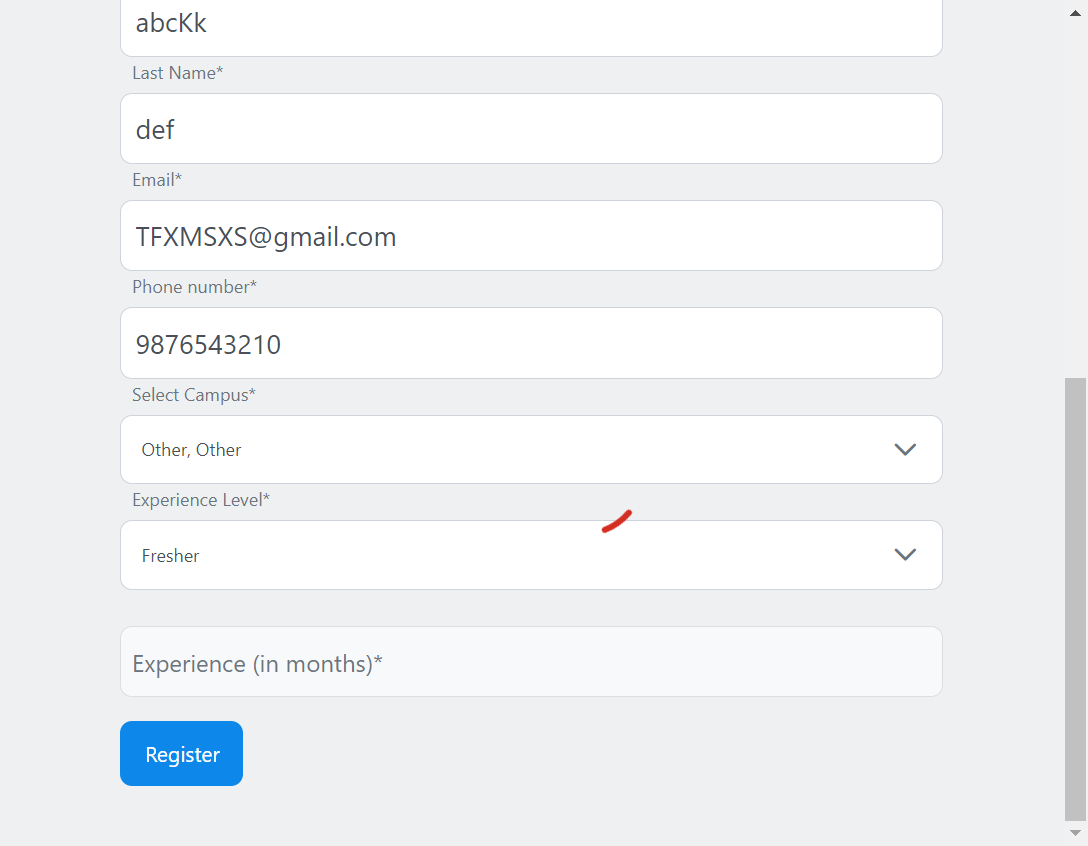 abcKk
Last Name*
def
Email*
TFXMSXS@gmail.com
Phone number*
9876543210
Select Campus*
Other, Other
Experience Level*
Fresher
Experience (in months)*
Register